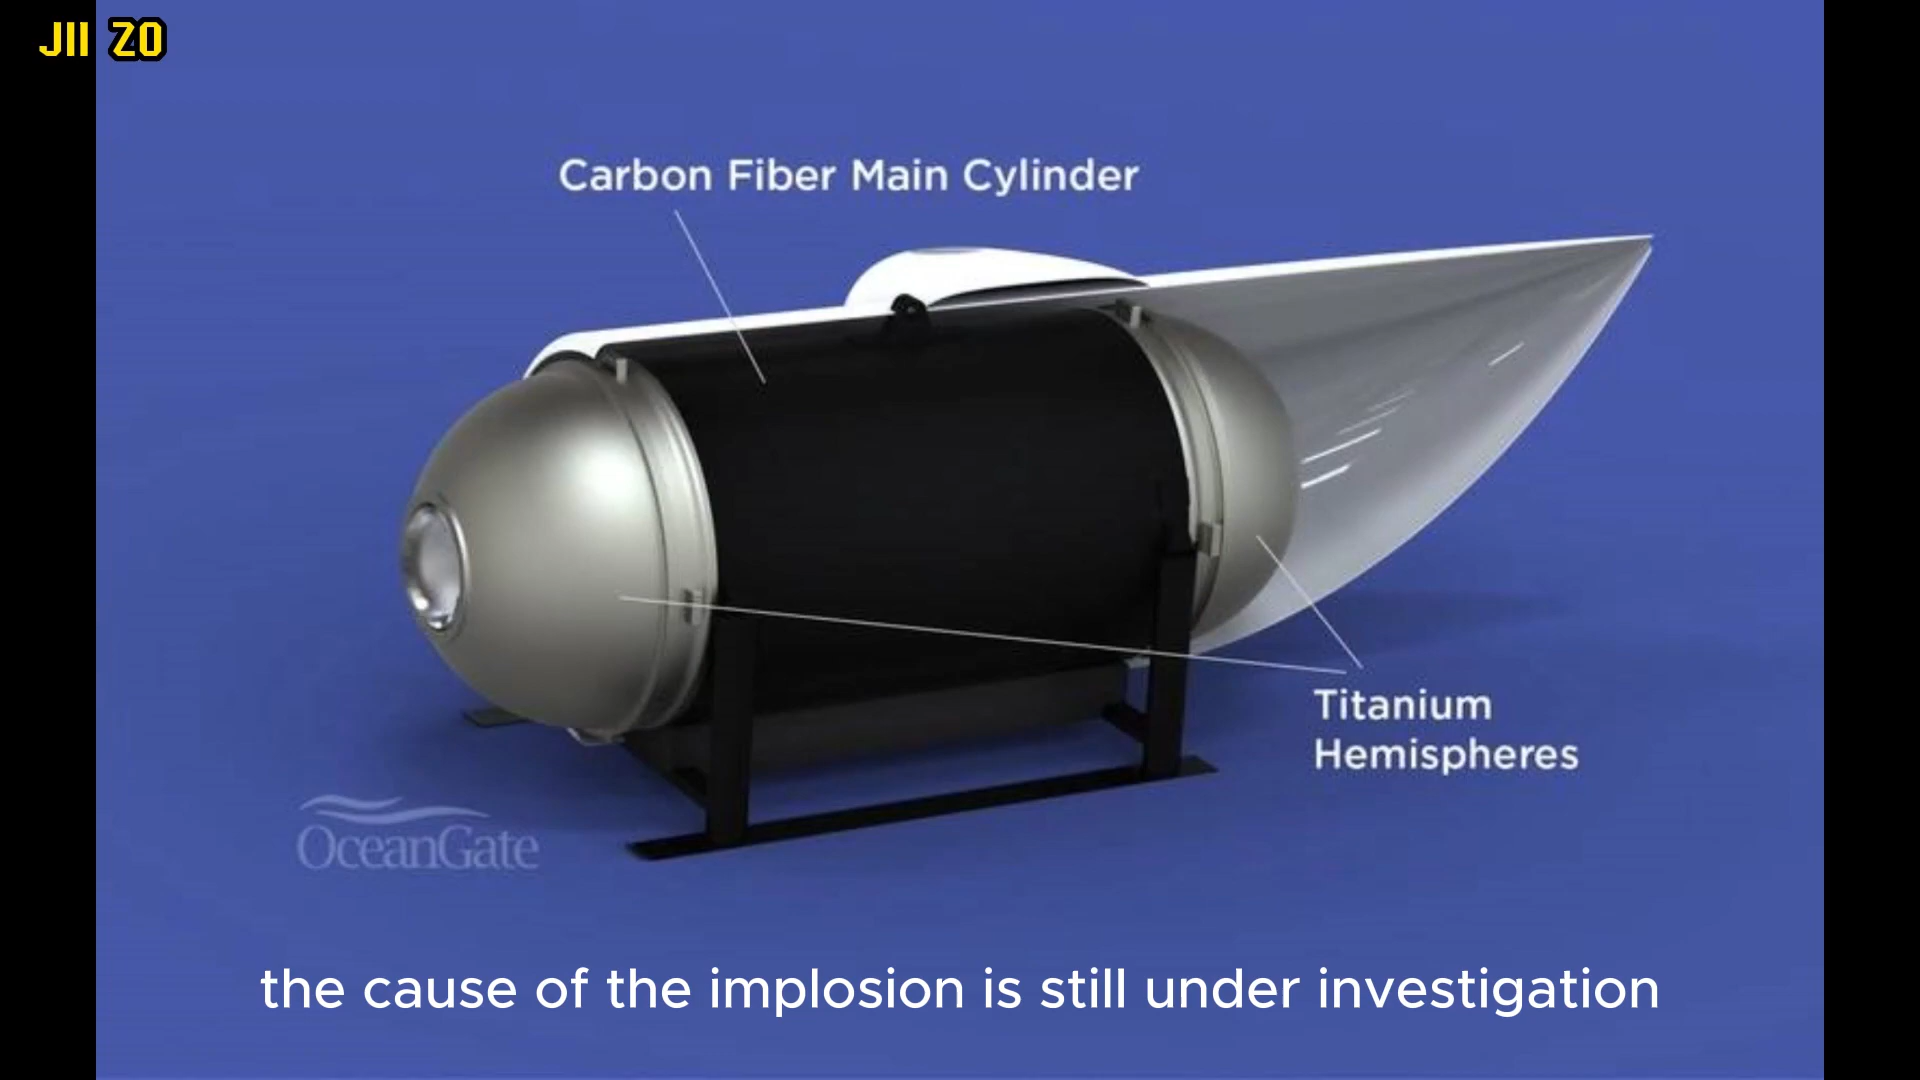 JII ZO
Carbon Fiber Main Cylinder
Titanium
Hemispheres
OceanGate
the cause of the implosion is still under investigation